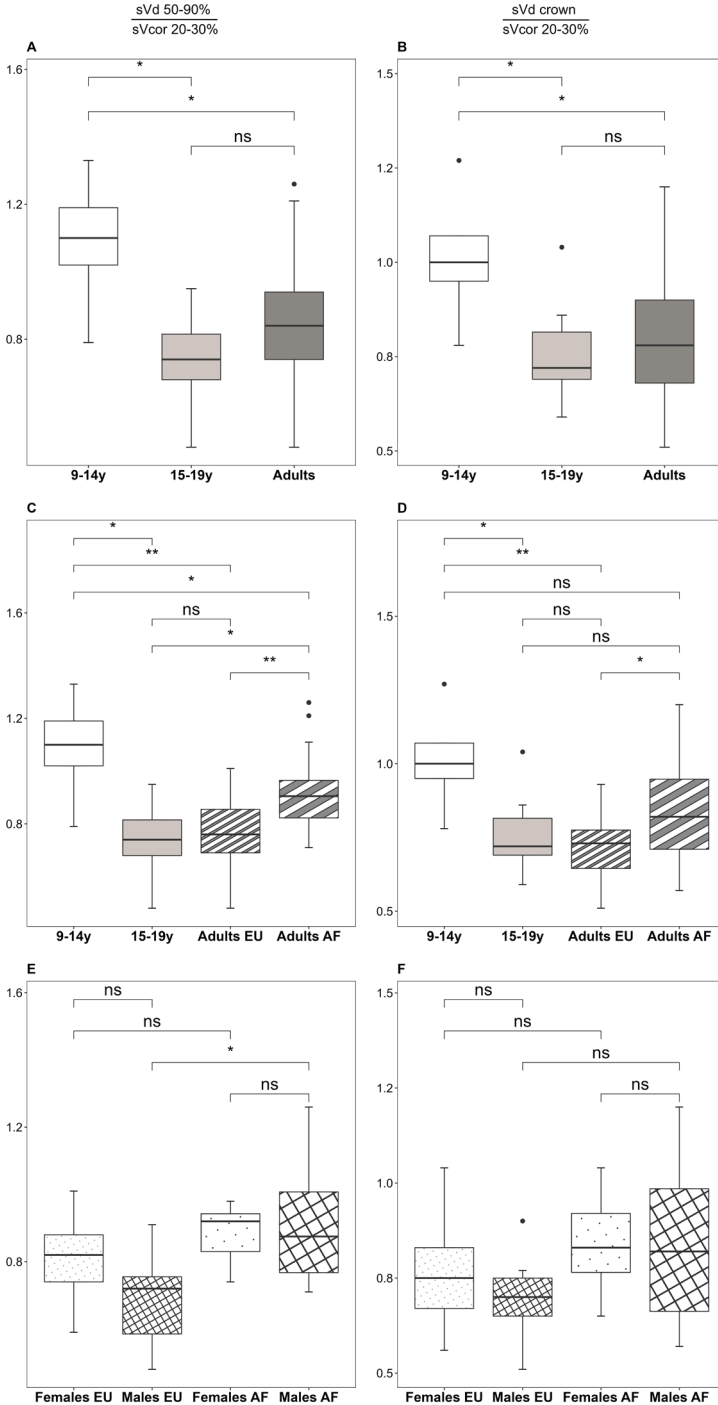 sVd 50-90%
sVcor 20-30%
sVd crown
sVcor 20-30%
A
1.6
1.2
0.8
*
*
ns
9-14y 15-19y Adults
B
1.5
1.2
1.0
0.8
0.5
*
*
ns
9-14y 15-19y Adults
C
1.6
1.2
0.8
*
**
*
ns
*
**
9-14y 15-19y Adults EU Adults AF
D
1.5
1.0
0.5
*
**
ns
ns
ns
*
9-14y 15-19y Adults EU Adults AF
E
1.6
1.2
0.8
ns
ns
*
ns
Females EU Males EU Females AF Males AF
F
1.5
1.2
1.0
0.8
0.5
ns
ns
ns
ns
Females EU Males EU Females AF Males AF